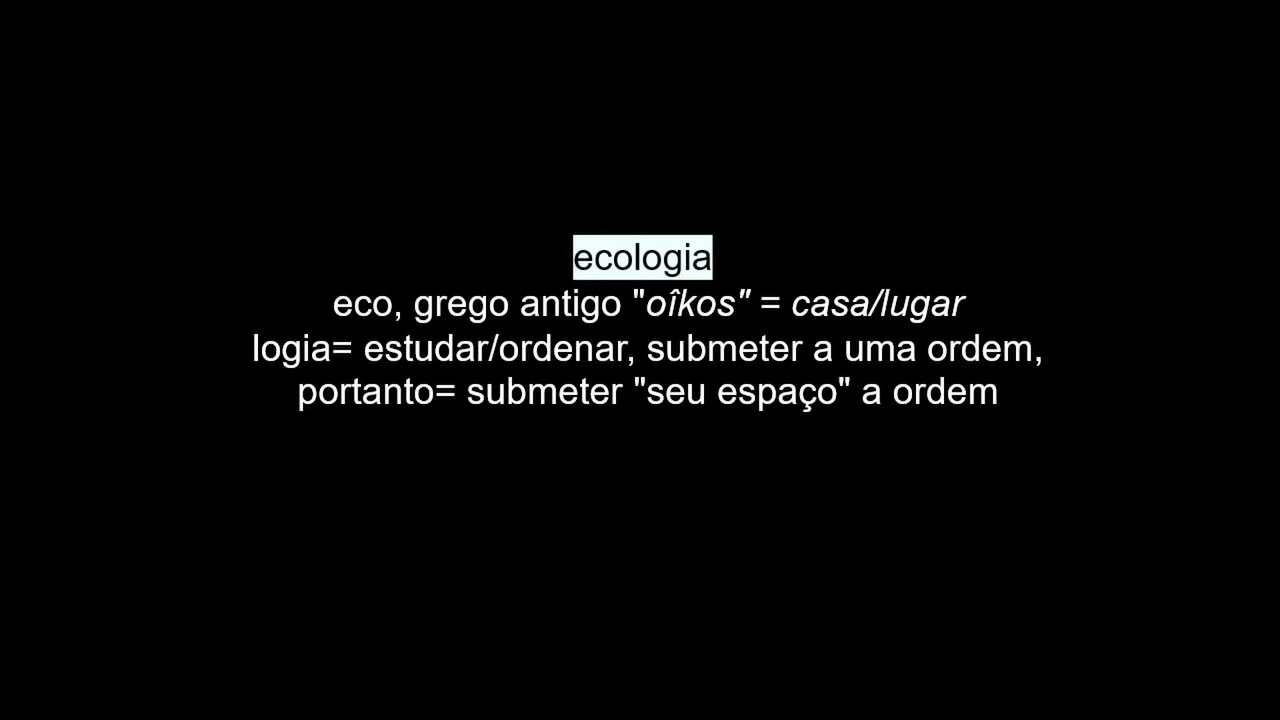 ecologia
eco, grego antigo "oîkos" = casa/lugar
logia= estudar/ordenar, submeter a uma ordem,
portanto= submeter "seu espaço" a ordem